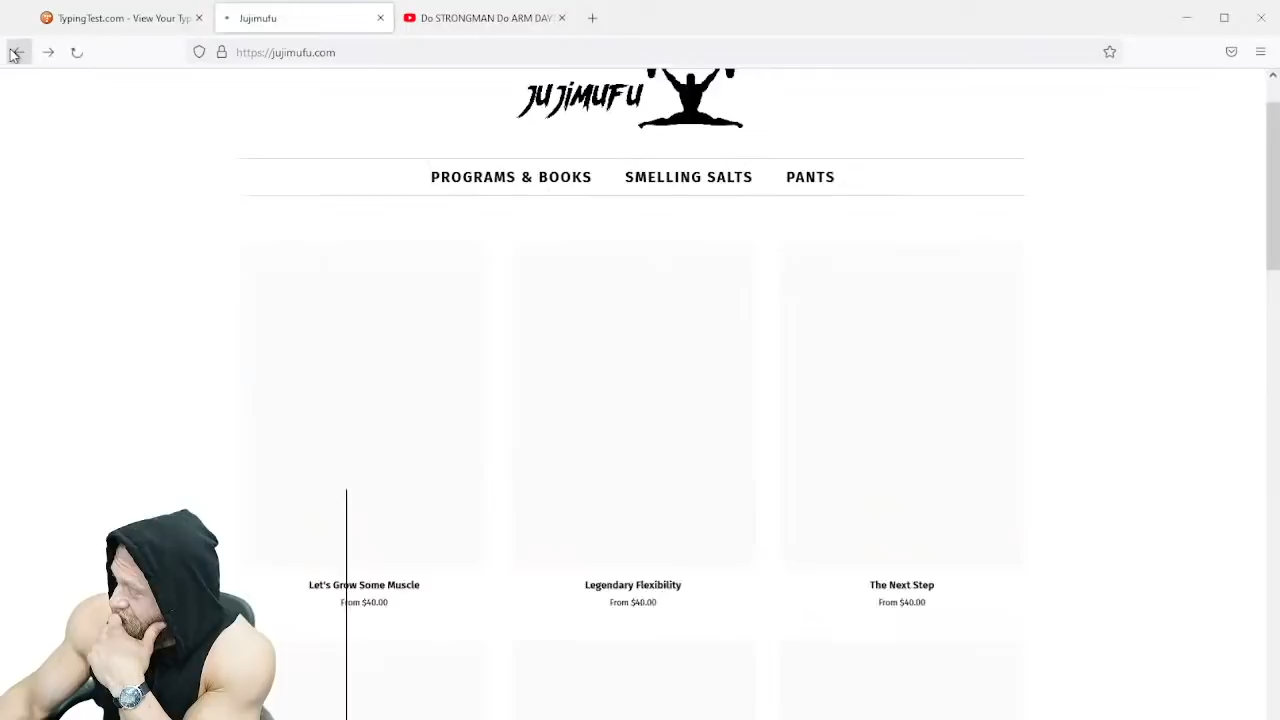 TypingTest.com - View Your Typ
Jujimufu
Do STRONGMAN Do ARM DAY
https://jujimufu.com
JUJIMUFU
PROGRAMS & BOOKS SMELLING SALTS PANTS
Let's Grow Some Muscle
From $40.00
Legendary Flexibility
From $40.00
The Next Step
From $40.00